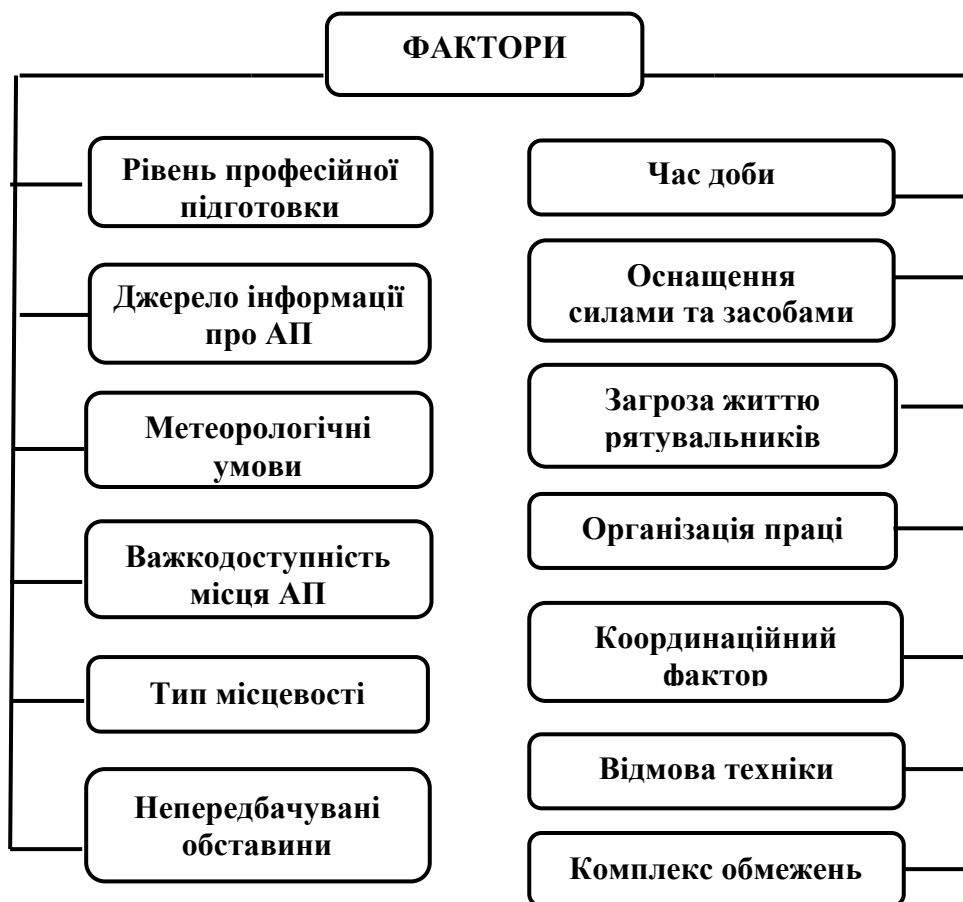 ФАКТОРИ
Рівень професійної
підготовки
Джерело інформації
про АП
Метеорологічні
умови
Важкодоступність
місця АП
Тип місцевості
Непередбачувані
обставини
Час доби
Оснащення
силами та засобами
Загроза життю
рятувальників
Організація праці
Координаційний
фактор
Відмова техніки
Комплекс обмежень